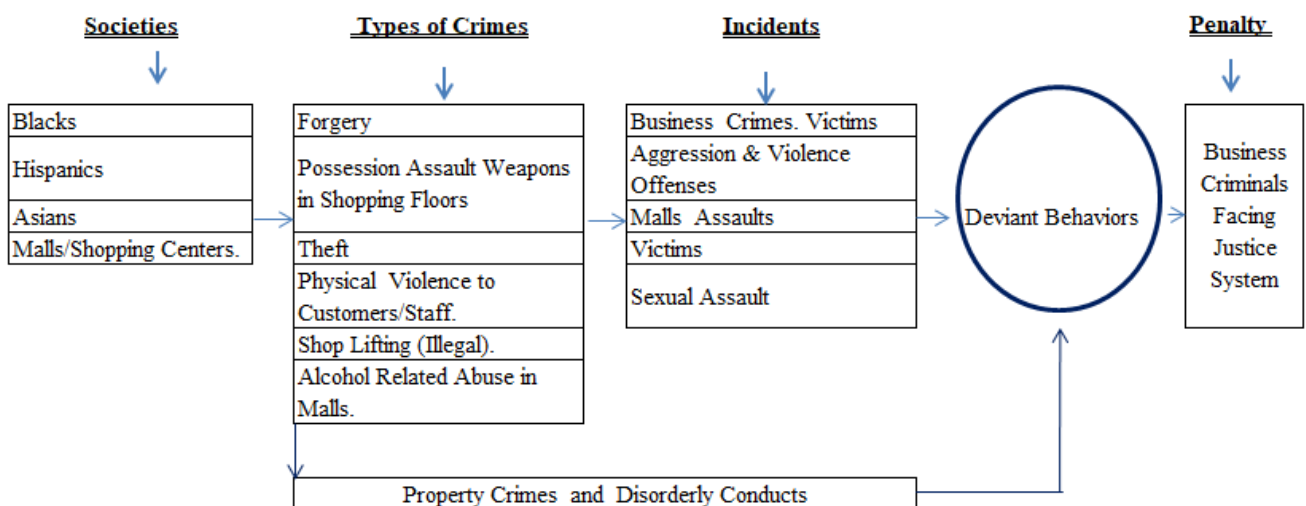 Societies
Types of Crimes
Incidents
Penalty
Blacks
Hispanics
Asians
Malls/Shopping Centers.
Forgery
Possession Assault Weapons
in Shopping Floors
Theft
Physical Violence to
Customers/Staff.
Shop Lifting (Illegal).
Alcohol Related Abuse in
Malls.
Business Crimes. Victims
Aggression & Violence
Offenses
Malls Assaults
Victims
Sexual Assault
Deviant Behaviors
Business
Criminals
Facing
Justice
System
Property Crimes and Disorderly Conducts